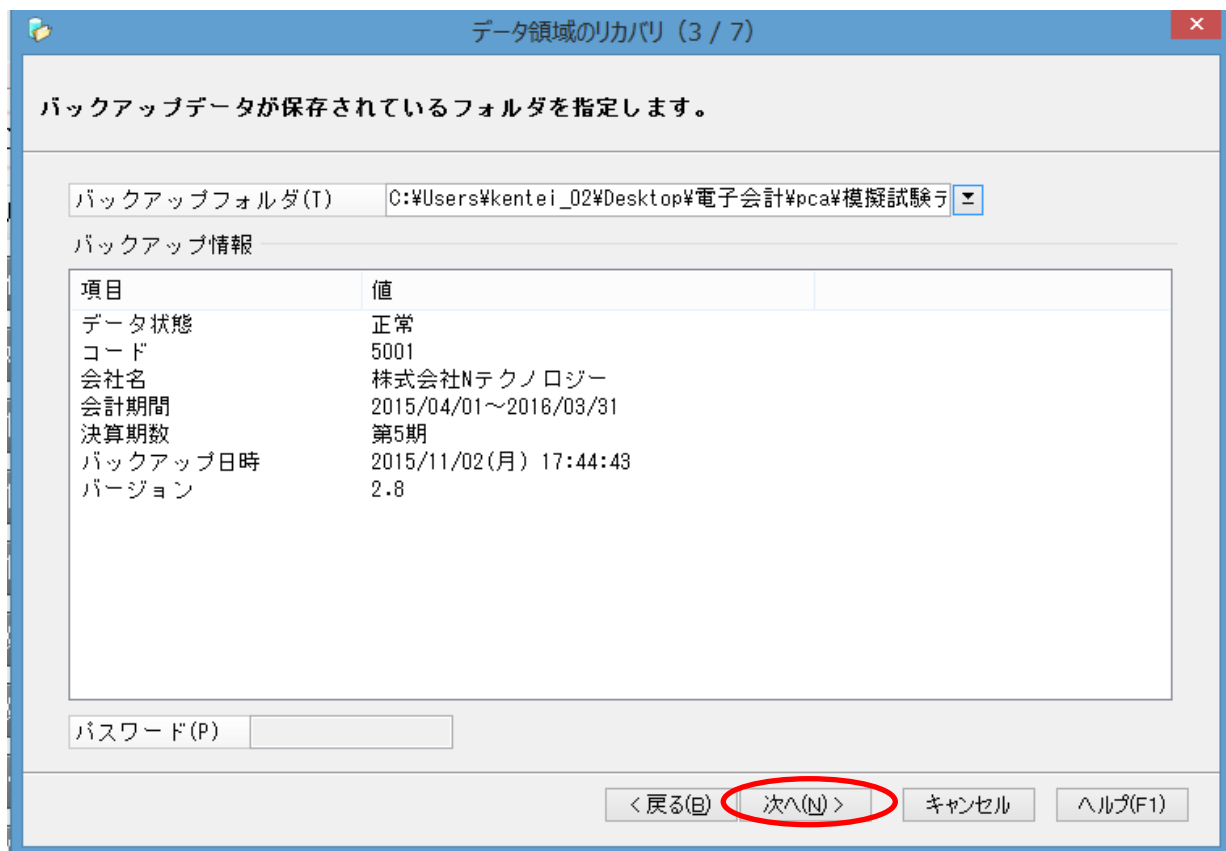 データ領域のリカバリ (3 / 7)
バックアップデータが保存されているフォルダを指定します。
バックアップフォルダ(T) C:¥Users¥kentei_02¥Desktop¥電子会計¥pca¥模擬試験デ
バックアップ情報
項目 値
データ状態 正常
コード 5001
会社名 株式会社Nテクノロジー
会計期間 2015/04/01～2016/03/31
決算期数 第5期
バックアップ日時 2015/11/02(月) 17:44:43
バージョン 2.8
パスワード(P)
< 戻る(B) 次へ(N) > キャンセル ヘルプ(F1)